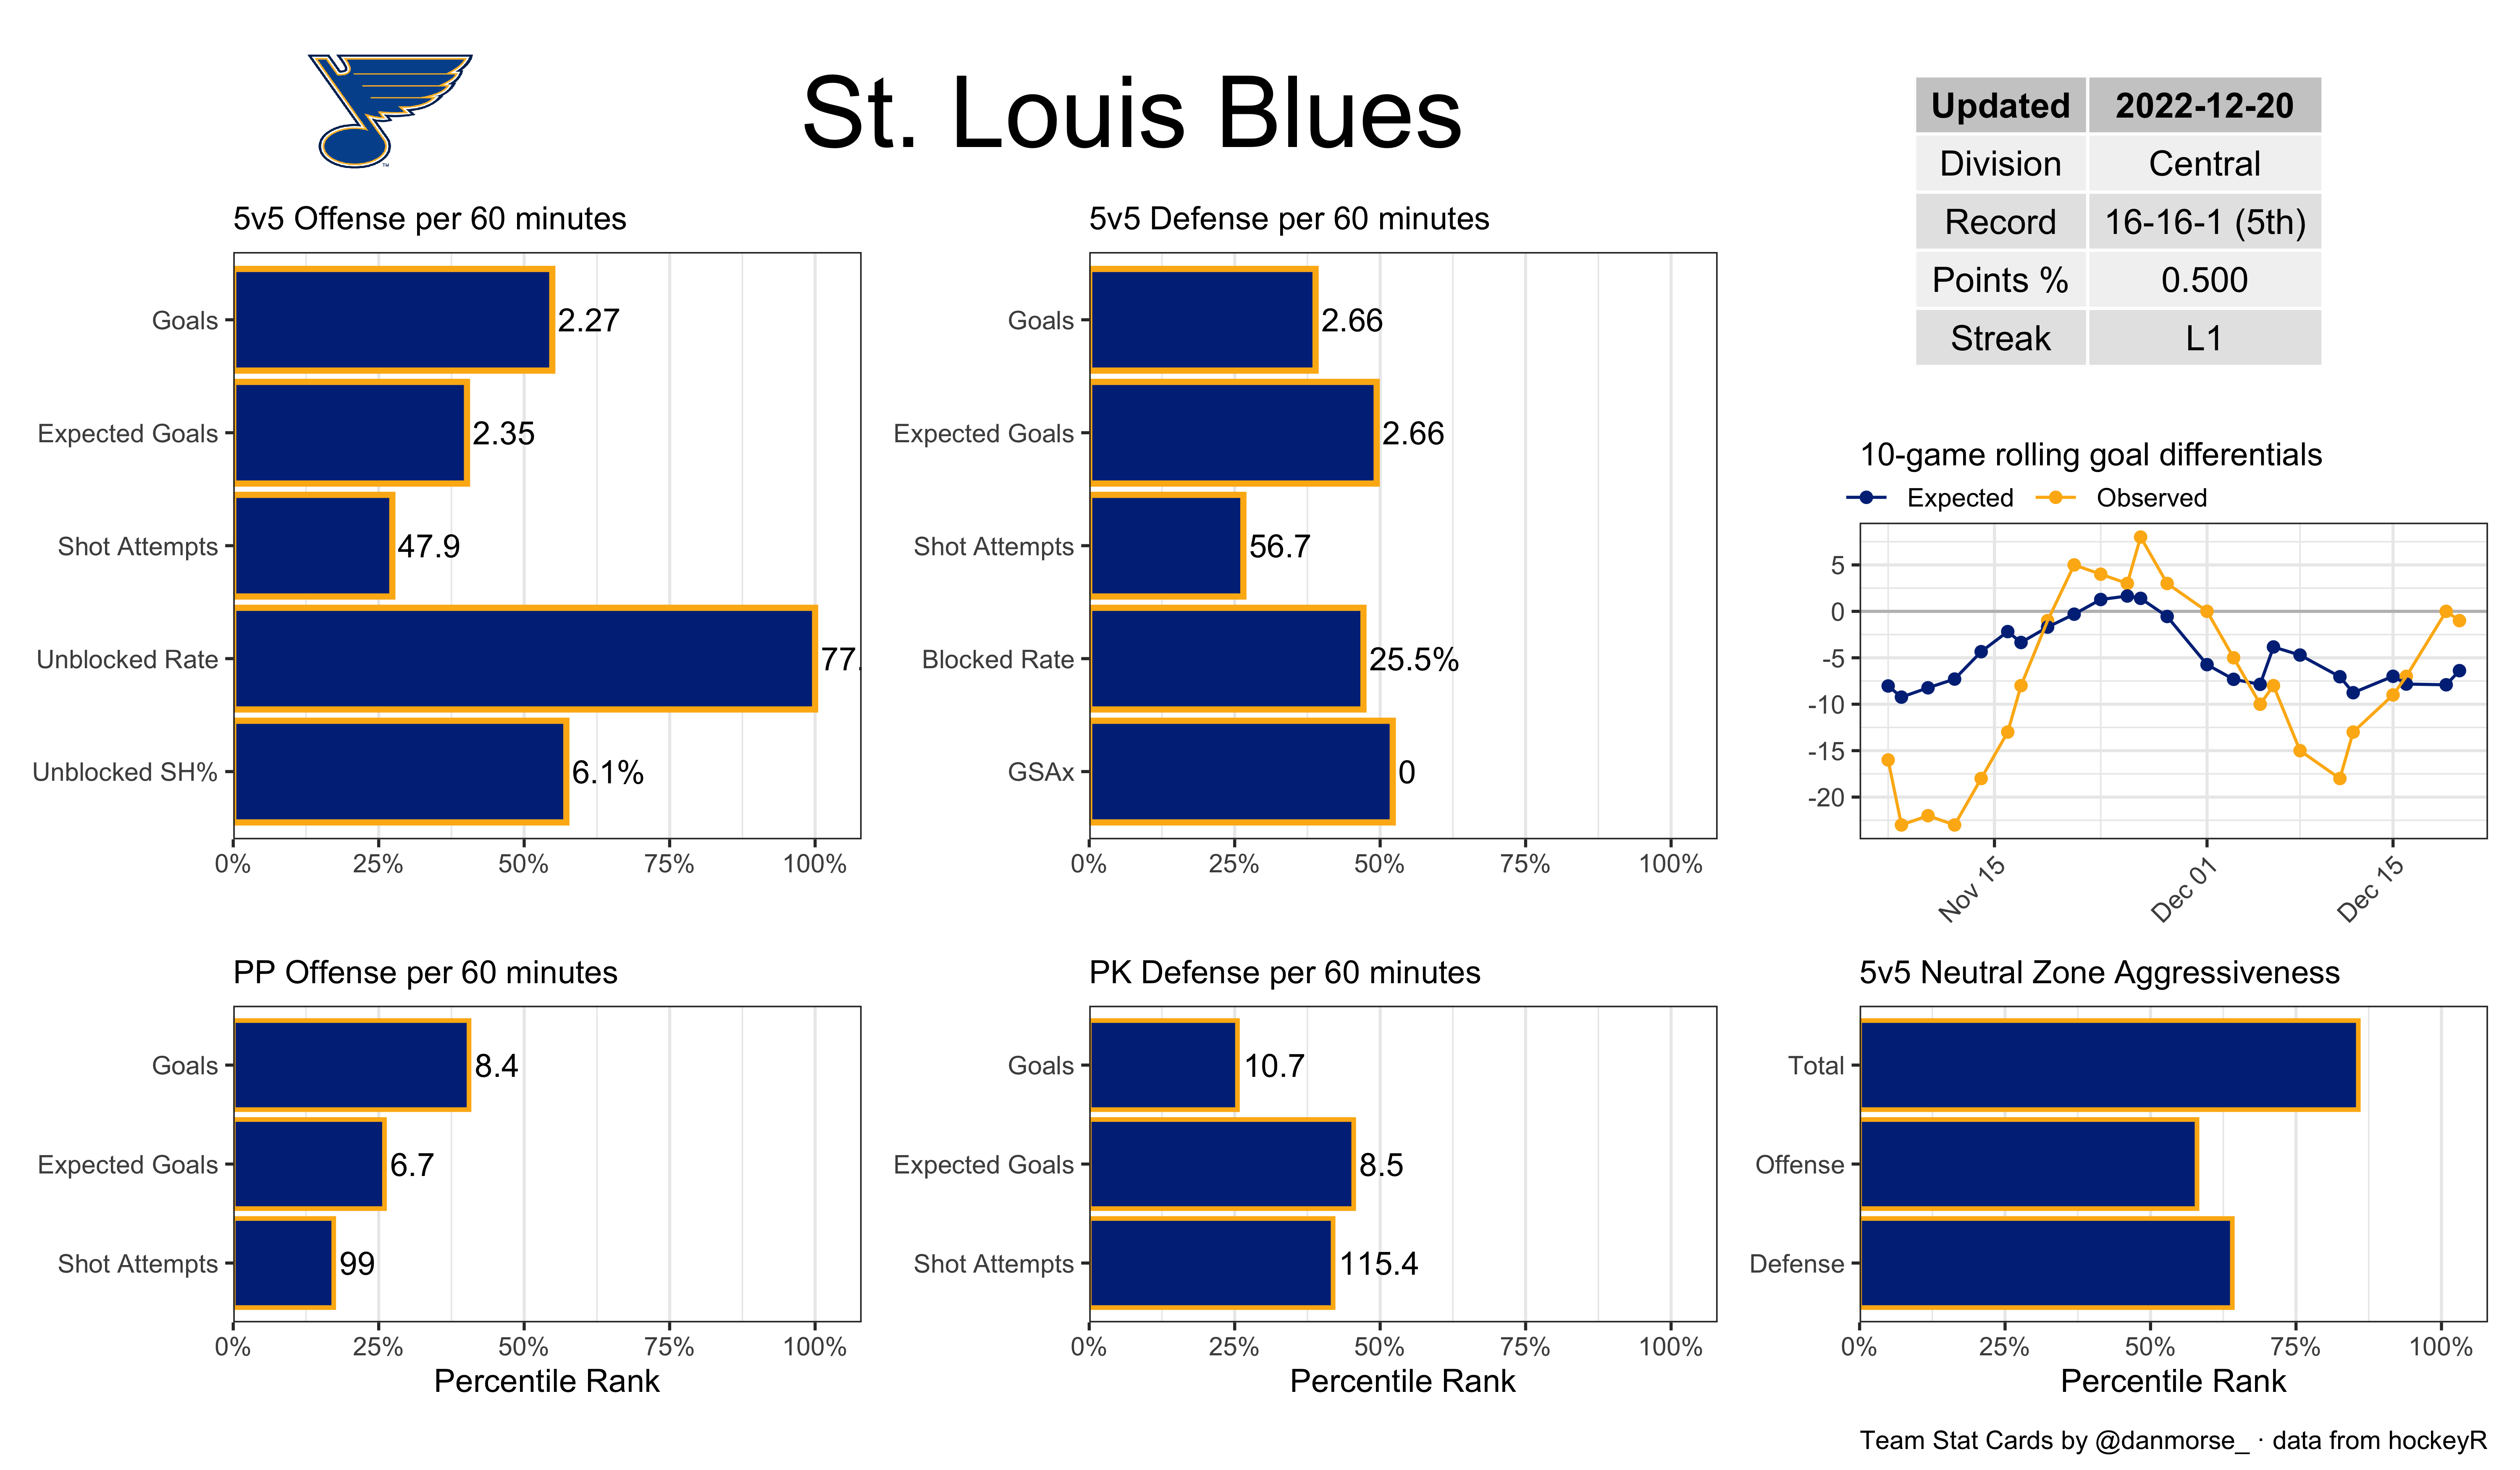 St. Louis Blues
Updated 2022-12-20
Division Central
Record 16-16-1 (5th)
Points % 0.500
Streak L1
5v5 Offense per 60 minutes
Goals 2.27
Expected Goals 2.35
Shot Attempts 47.9
Unblocked Rate 77.
Unblocked SH% 6.1%
0% 25% 50% 75% 100%
5v5 Defense per 60 minutes
Goals 2.66
Expected Goals 2.66
Shot Attempts 56.7
Blocked Rate 25.5%
GSAx 0
0% 25% 50% 75% 100%
10-game rolling goal differentials
Expected Observed
5
0
-5
-10
-15
-20
Nov 15 Dec 01 Dec 15
PP Offense per 60 minutes
Goals 8.4
Expected Goals 6.7
Shot Attempts 99
0% 25% 50% 75% 100%
Percentile Rank
PK Defense per 60 minutes
Goals 10.7
Expected Goals 8.5
Shot Attempts 115.4
0% 25% 50% 75% 100%
Percentile Rank
5v5 Neutral Zone Aggressiveness
Total
Offense
Defense
0% 25% 50% 75% 100%
Percentile Rank
Team Stat Cards by @danmorse_ · data from hockeyR